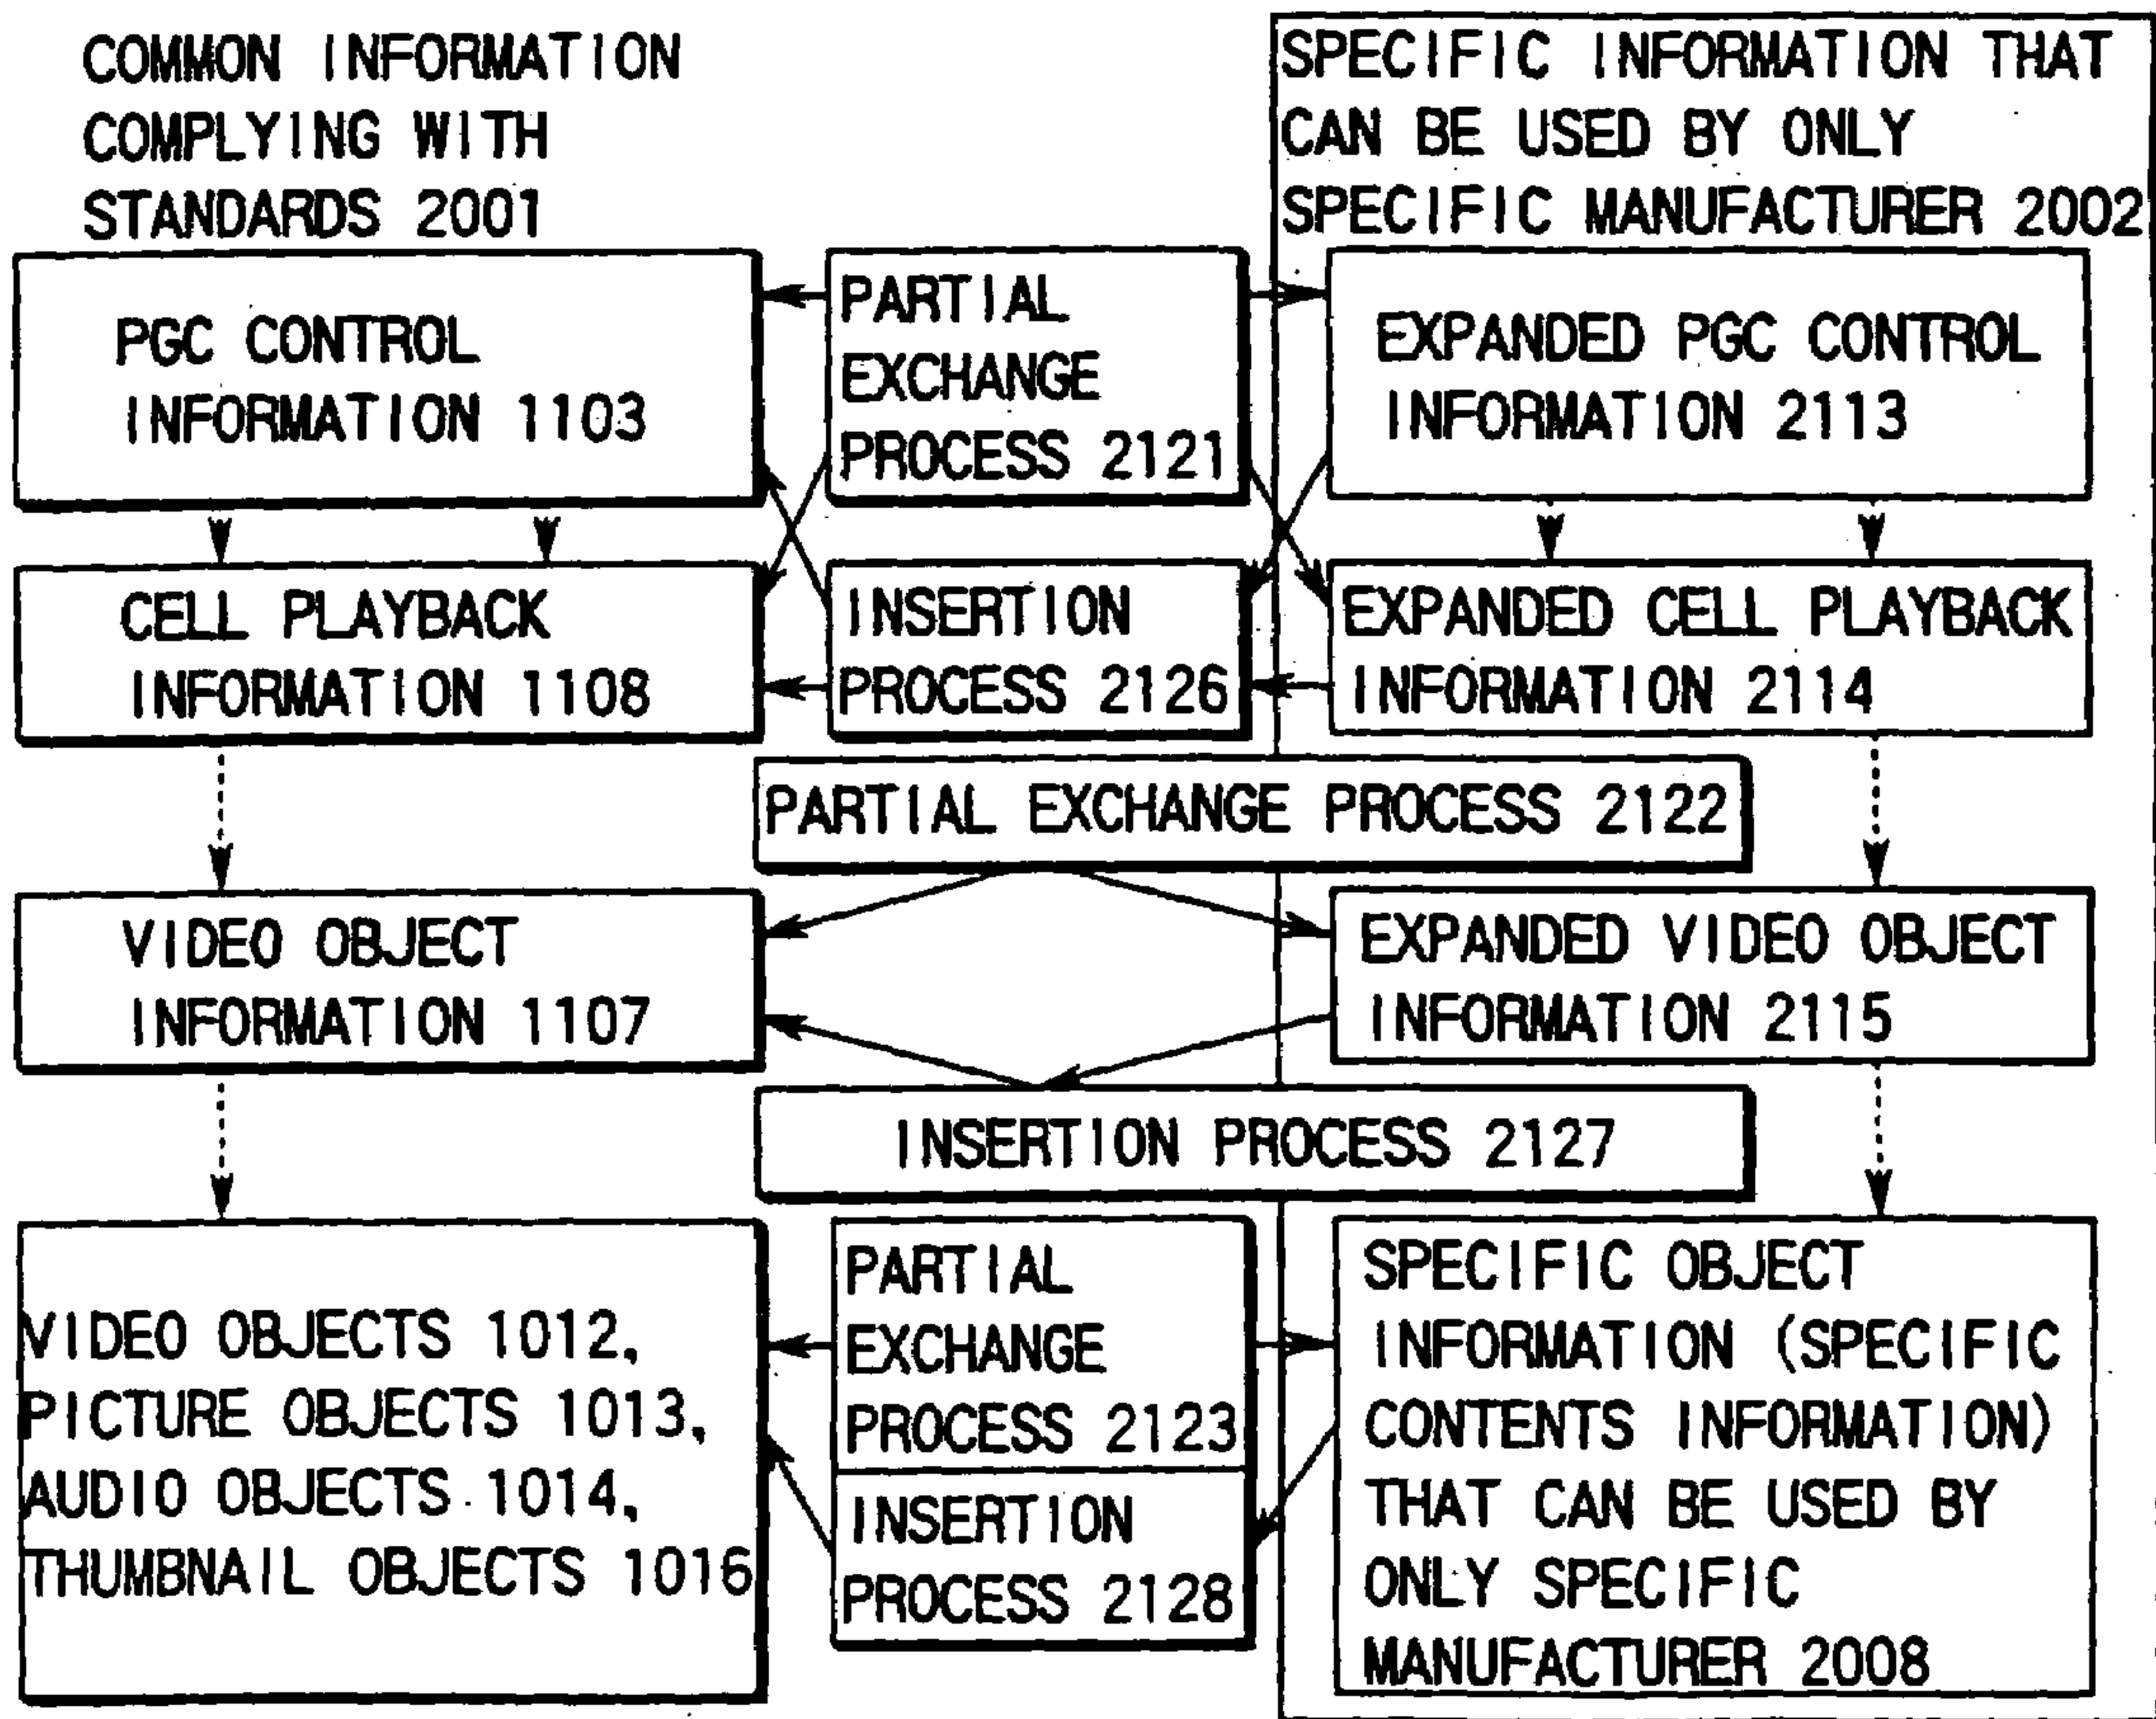 COMMON INFORMATION
COMPLYING WITH
STANDARDS 2001
SPECIFIC INFORMATION THAT
CAN BE USED BY ONLY
SPECIFIC MANUFACTURER 2002
PGC CONTROL
INFORMATION 1103
PARTIAL
EXCHANGE
PROCESS 2121
EXPANDED PGC CONTROL
INFORMATION 2113
CELL PLAYBACK
INFORMATION 1108
INSERTION
PROCESS 2126
EXPANDED CELL PLAYBACK
INFORMATION 2114
PARTIAL EXCHANGE PROCESS 2122
VIDEO OBJECT
INFORMATION 1107
EXPANDED VIDEO OBJECT
INFORMATION 2115
INSERTION PROCESS 2127
VIDEO OBJECTS 1012,
PICTURE OBJECTS 1013,
AUDIO OBJECTS 1014,
THUMBNAIL OBJECTS 1016
PARTIAL
EXCHANGE
PROCESS 2123
INSERTION
PROCESS 2128
SPECIFIC OBJECT
INFORMATION (SPECIFIC
CONTENTS INFORMATION)
THAT CAN BE USED BY
ONLY SPECIFIC
MANUFACTURER 2008